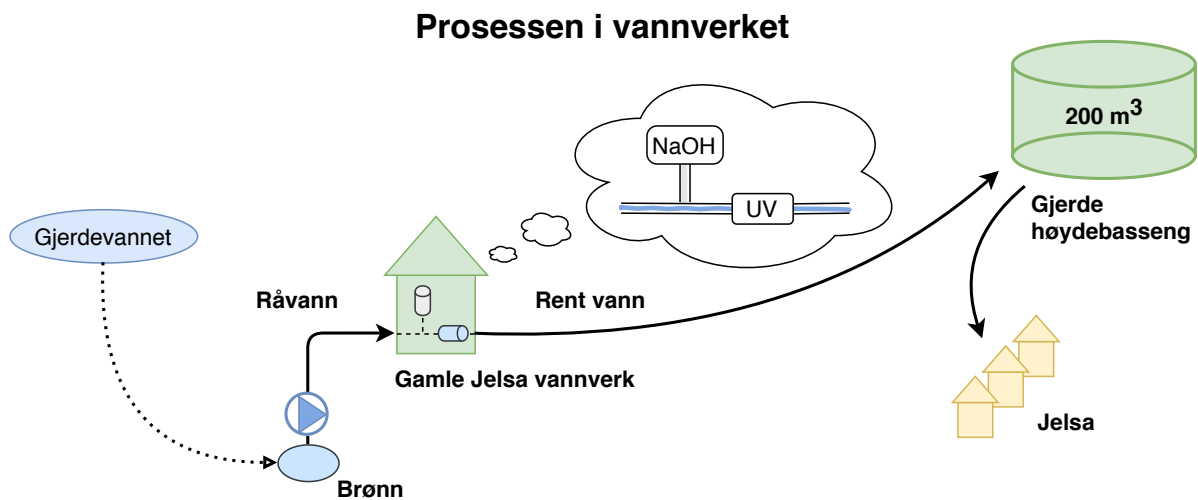 Prosessen i vannverket
200 m³
NaOH
UV
Gjerde
høydebasseng
Gjerdevannet
Råvann
Rent vann
Gamle Jelsa vannverk
Jelsa
Brønn